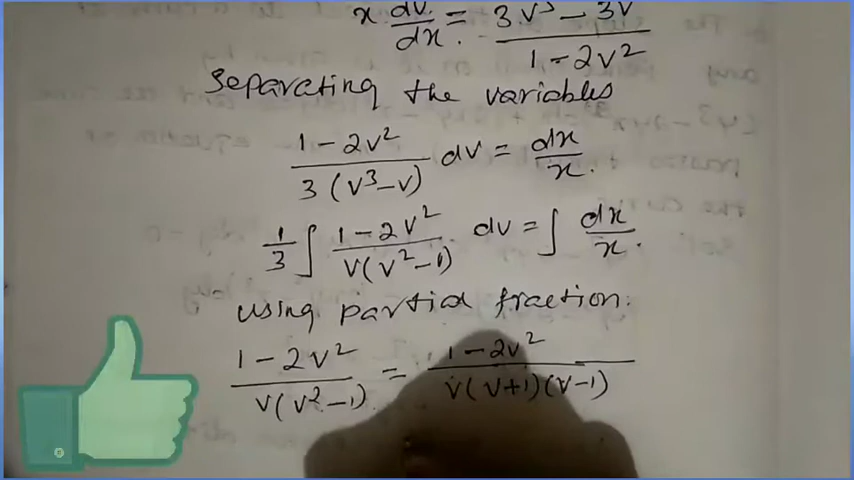 x dv/dx = (3v³ - 3v)/(1 - 2v²)
Separating the variables
(1 - 2v²)/(3(v³ - v)) dv = dx/x.
1/3 ∫ (1 - 2v²)/(v(v² - 1)) dv = ∫ dx/x.
using partial fraction.
(1 - 2v²)/(v(v² - 1)) = (1 - 2v²)/(v(v+1)(v-1))